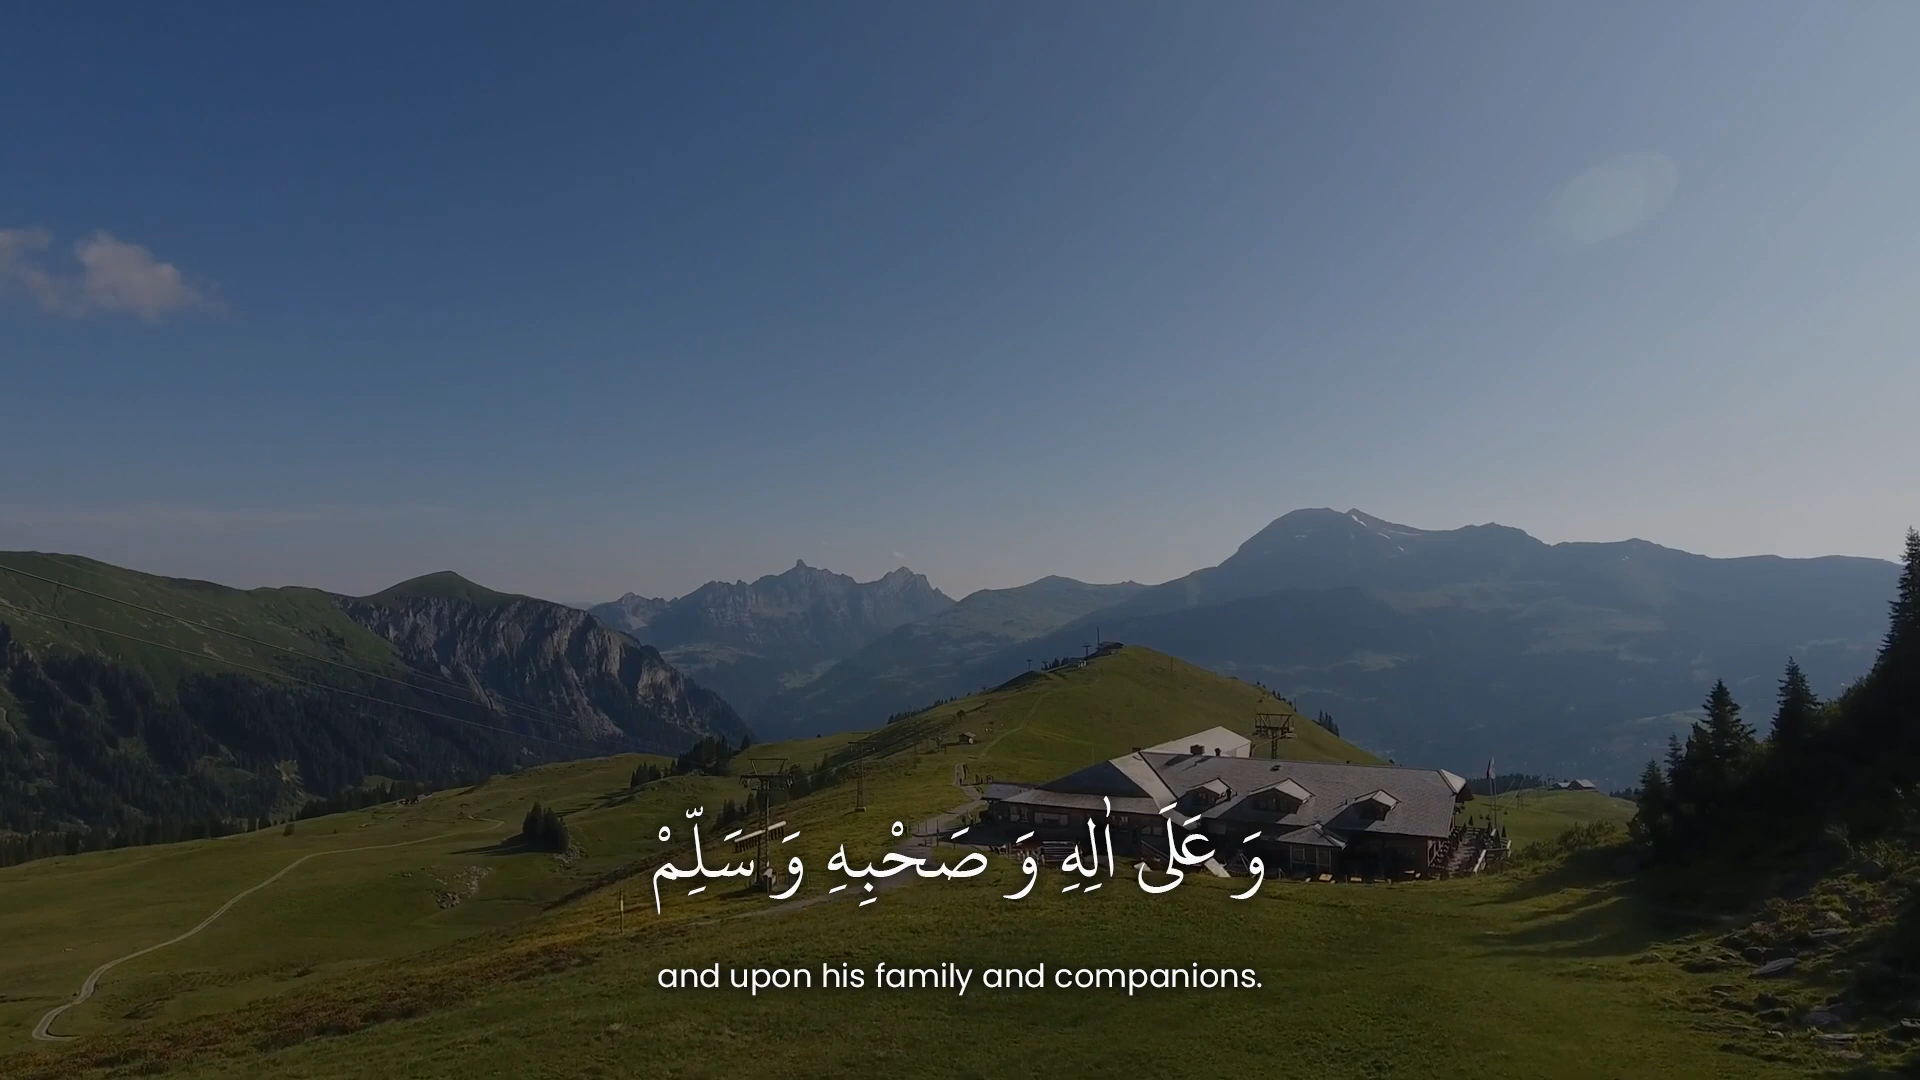 وَ عَلَى اٰلِهِ وَ صَحْبِهِ وَ سَلِّمْ
and upon his family and companions.